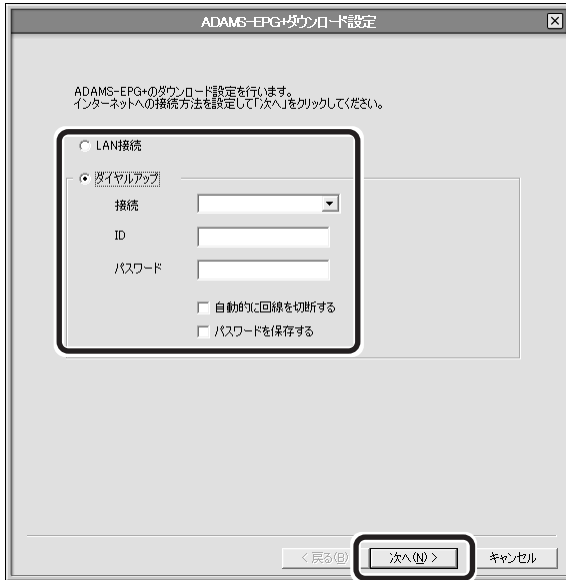 ADAMS-EPG+ダウンロード設定
ADAMS-EPG+のダウンロード設定を行います。
インターネットへの接続方法を設定して「次へ」をクリックしてください。
LAN接続
ダイヤルアップ
接続
ID
パスワード
自動的に回線を切断する
パスワードを保存する
< 戻る(B)
次へ(N) >
キャンセル